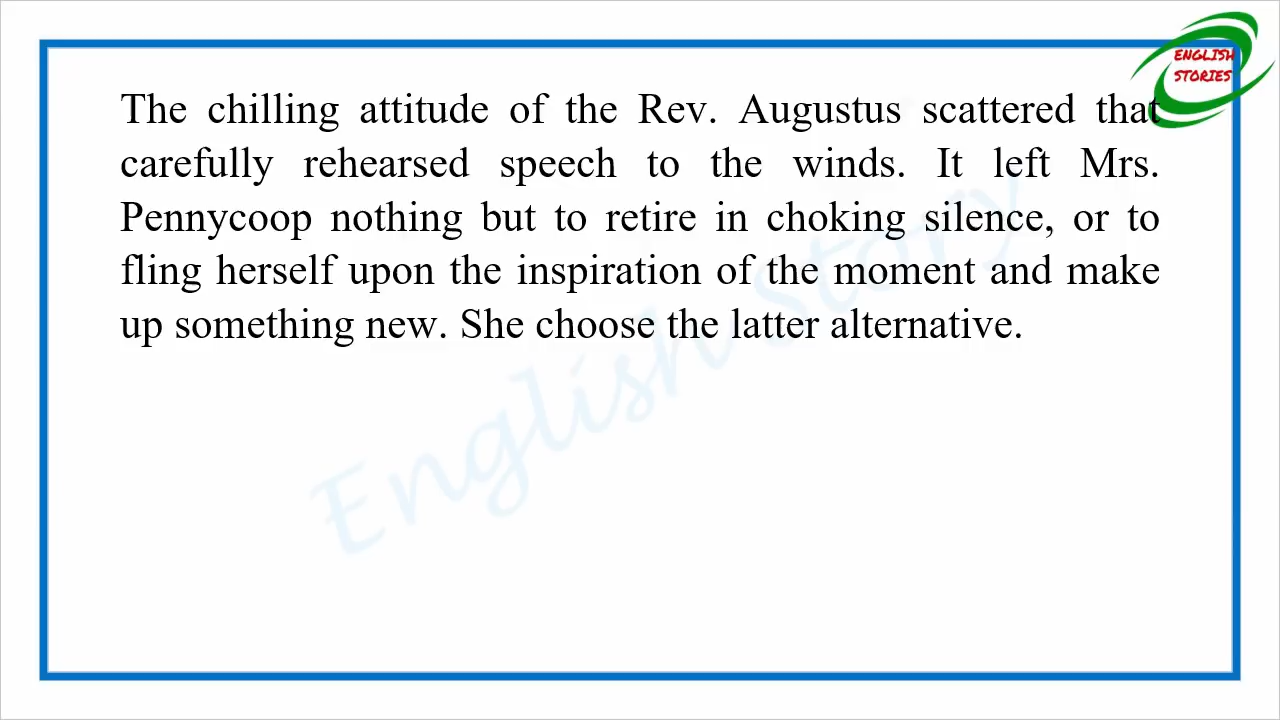 ENGLISH
STORIES
The chilling attitude of the Rev. Augustus scattered that
carefully rehearsed speech to the winds. It left Mrs.
Pennycoop nothing but to retire in choking silence, or to
fling herself upon the inspiration of the moment and make
up something new. She choose the latter alternative.
English Story